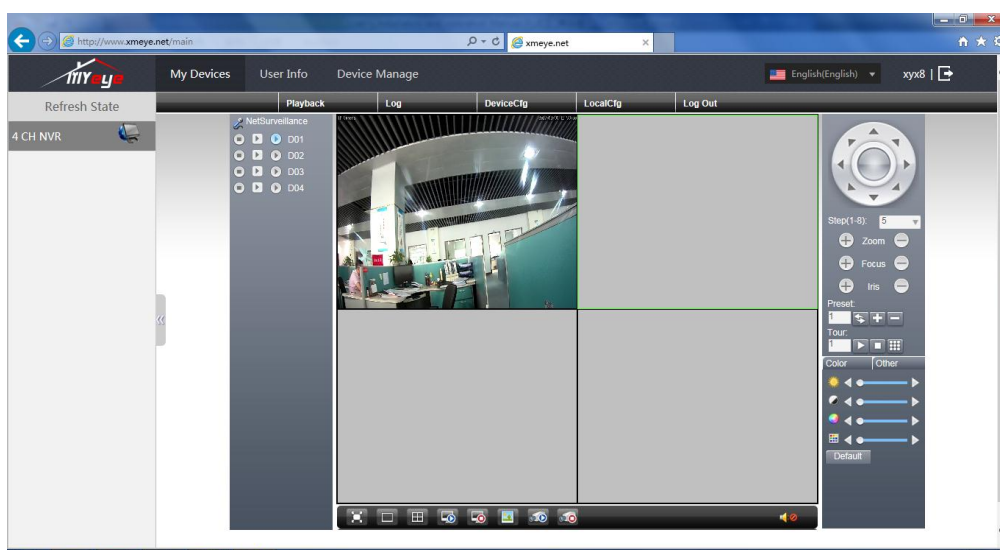 http://www.xmeye.net/main
xmeye.net
MYeye
My Devices
User Info
Device Manage
English(English)
xyx8
Refresh State
Playback
Log
DeviceCfg
LocalCfg
Log Out
4 CH NVR
NetSurveillance
D01
D02
D03
D04
Step(1-8): 5
Zoom
Focus
Iris
Preset:
1
Tour:
1
Color
Other
Default